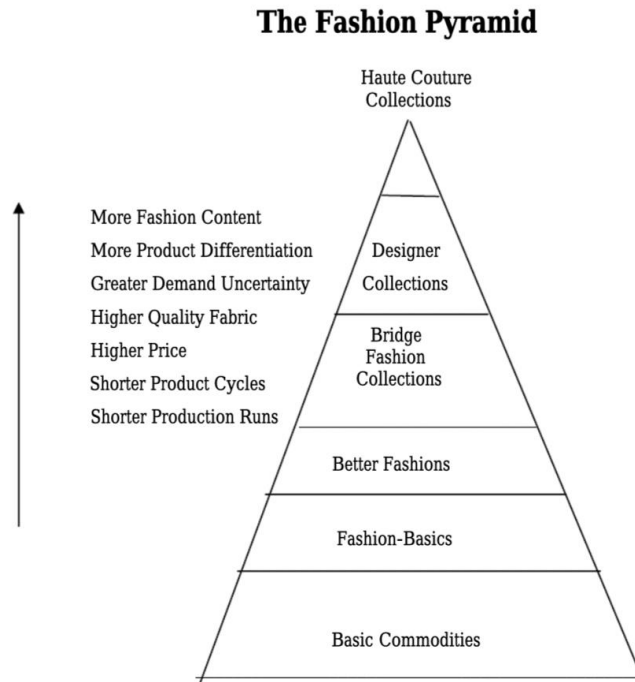 The Fashion Pyramid
Haute Couture
Collections
More Fashion Content
More Product Differentiation
Greater Demand Uncertainty
Higher Quality Fabric
Higher Price
Shorter Product Cycles
Shorter Production Runs
Designer
Collections
Bridge
Fashion
Collections
Better Fashions
Fashion-Basics
Basic Commodities